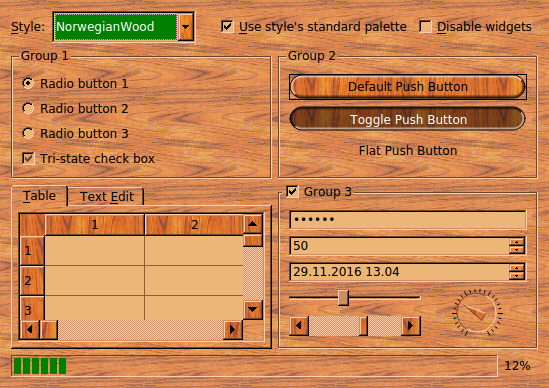 Style: NorwegianWood Use style's standard palette Disable widgets
Group 1
Radio button 1
Radio button 2
Radio button 3
Tri-state check box
Group 2
Default Push Button
Toggle Push Button
Flat Push Button
Table Text Edit
1 2
1
2
3
Group 3
••••••
50
29.11.2016 13.04
12%